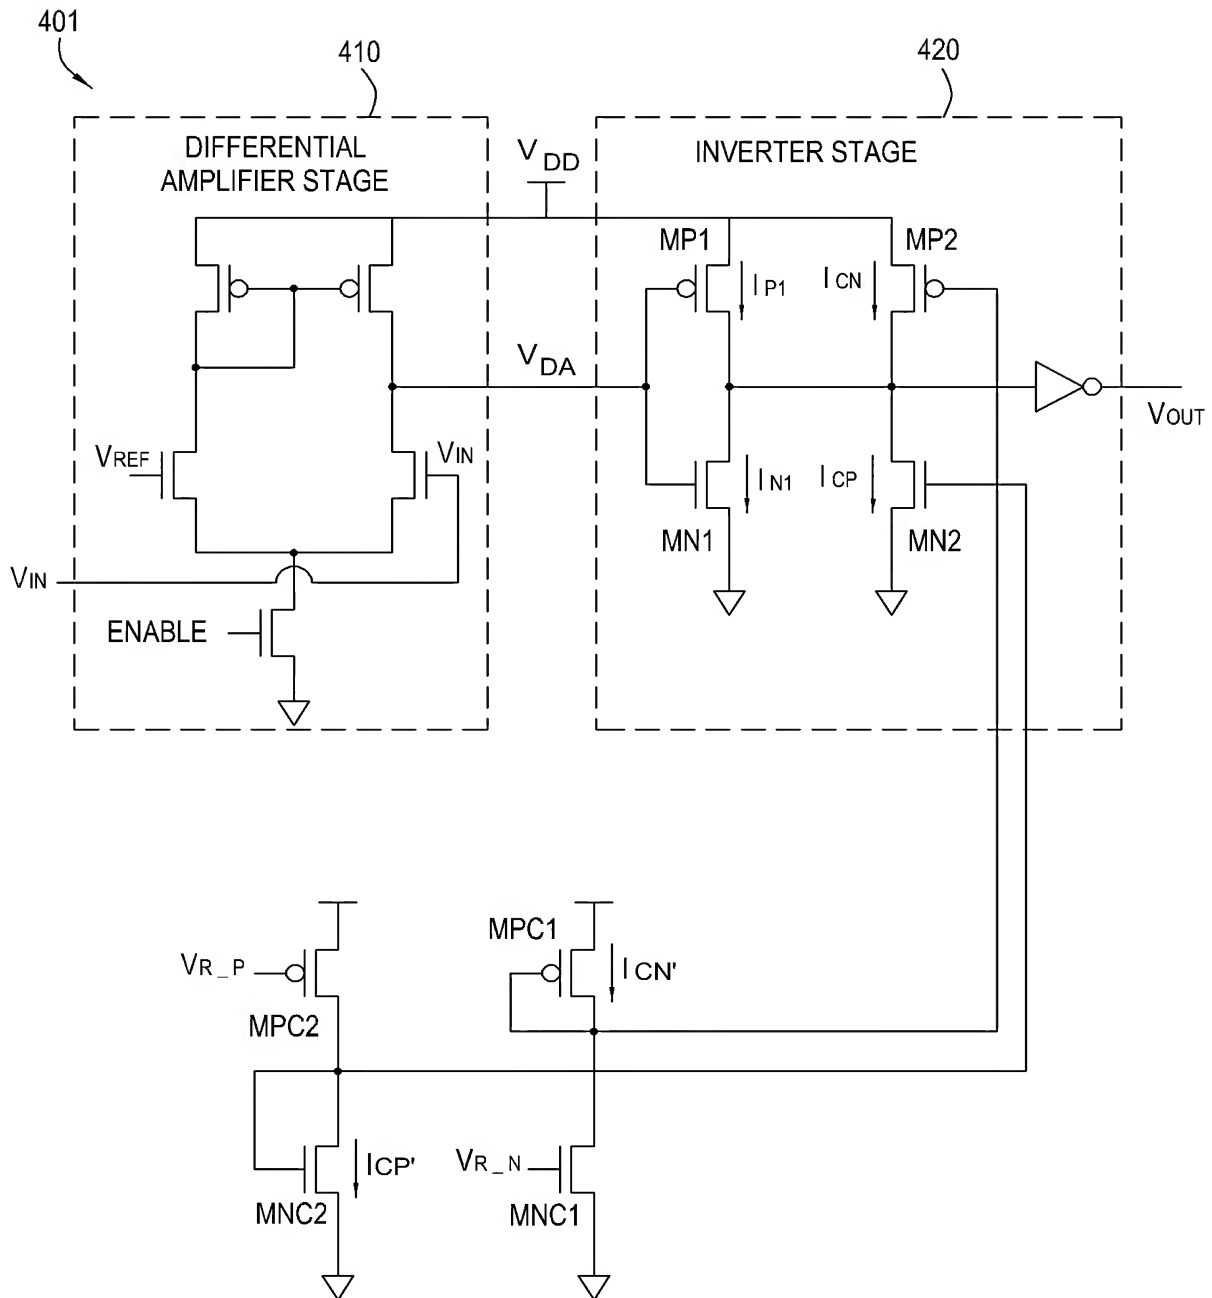 401
410
420
DIFFERENTIAL
AMPLIFIER STAGE
VDD
INVERTER STAGE
MP1
MP2
IP1
ICN
VDA
VOUT
VREF
VIN
IN1
ICP
MN1
MN2
VIN
ENABLE
MPC1
VR_P
ICN'
MPC2
ICP'
VR_N
MNC2
MNC1